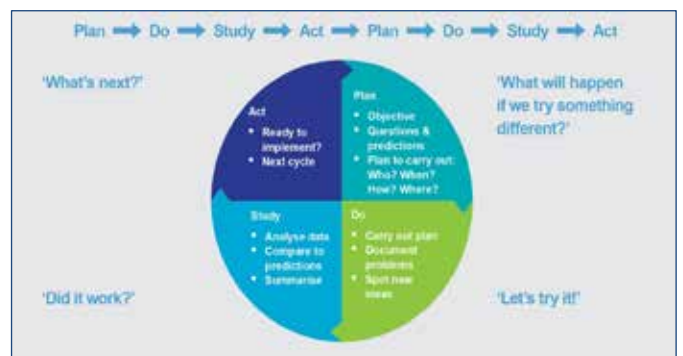 Plan → Do → Study → Act → Plan → Do → Study → Act
'What's next?'
'What will happen
if we try something
different?'
Act
• Ready to
implement?
• Next cycle
Plan
• Objective
• Questions &
predictions
• Plan to carry out:
Who? When?
How? Where?
Study
• Analyse data
• Compare to
predictions
• Summarise
Do
• Carry out plan
• Document
problems
• Spot new
ideas
'Did it work?'
'Let's try it!'